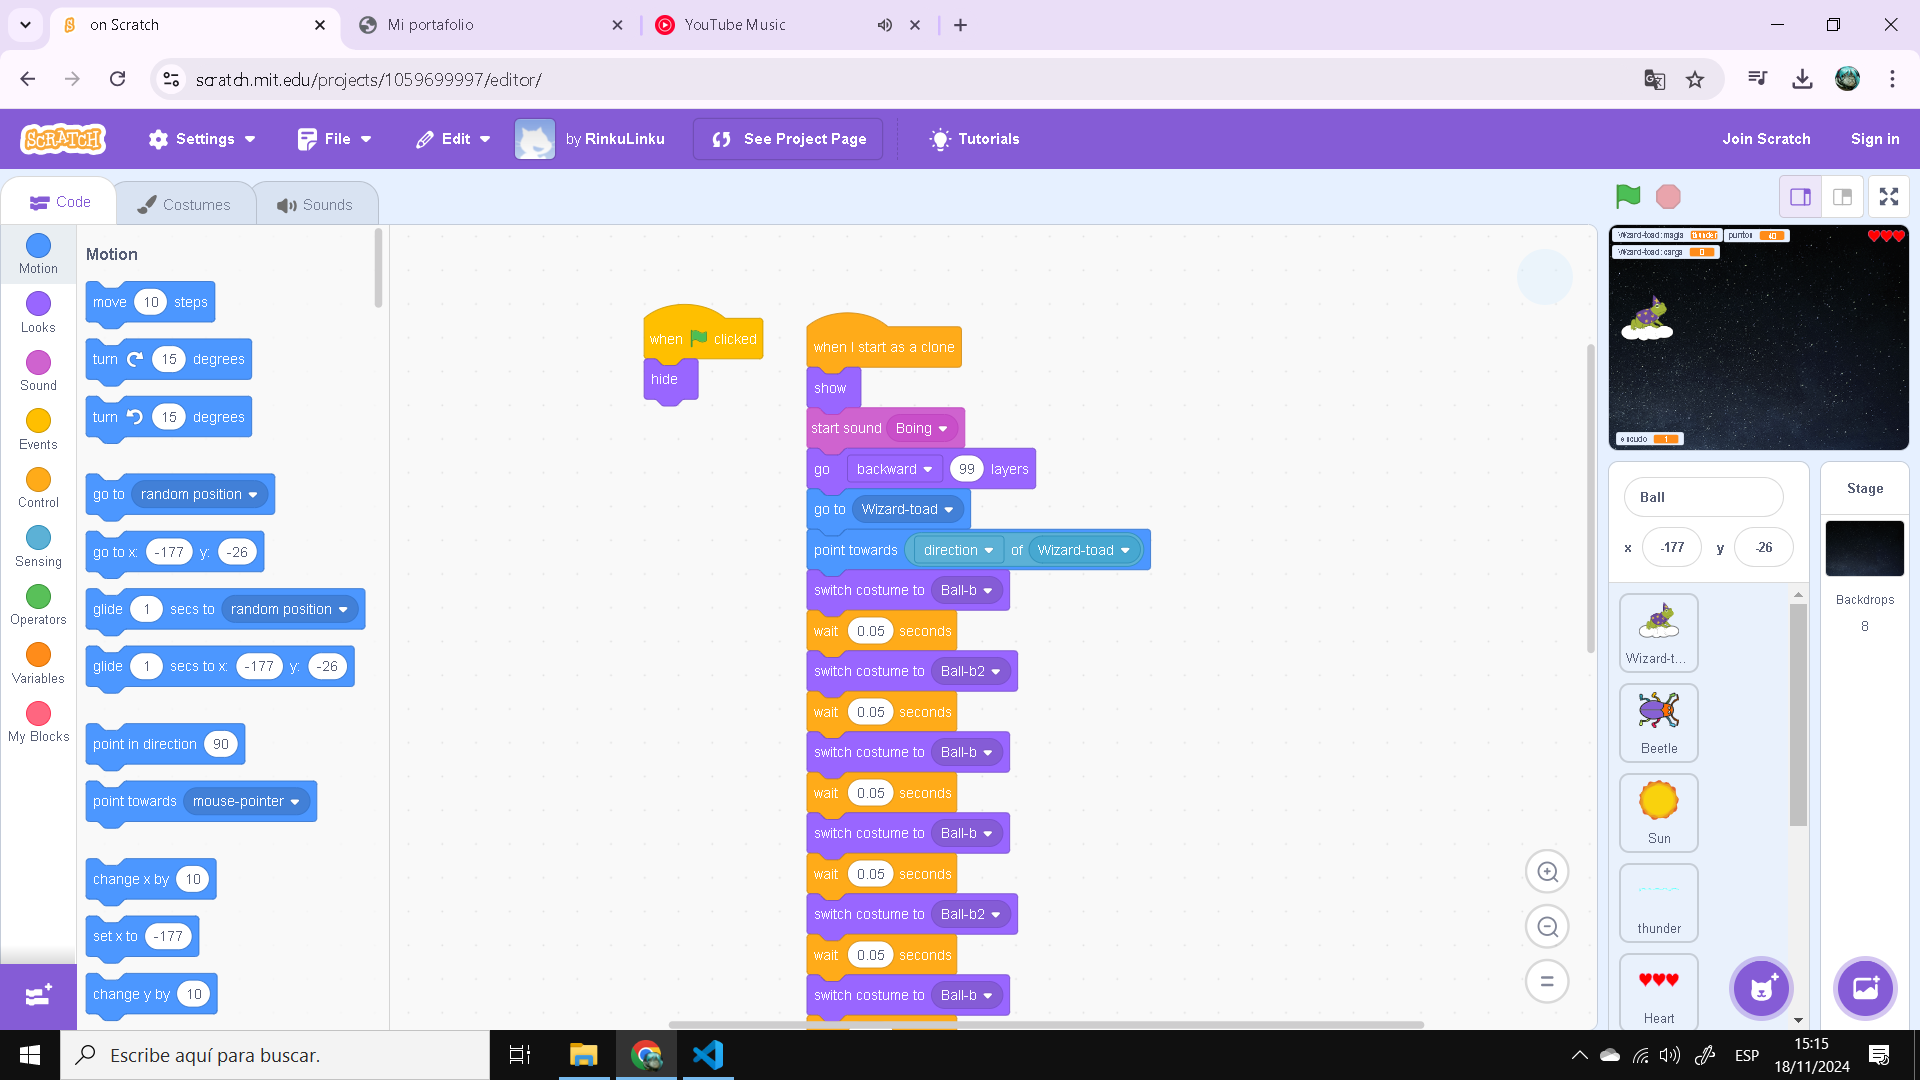 on Scratch
Mi portafolio
YouTube Music
scratch.mit.edu/projects/1059699997/editor/
SCRATCH
Settings
File
Edit
by RinkuLinku
See Project Page
Tutorials
Join Scratch
Sign in
Code
Costumes
Sounds
Motion
Looks
Sound
Events
Control
Sensing
Operators
Variables
My Blocks
Motion
move 10 steps
turn 15 degrees
turn 15 degrees
go to random position
go to x: -177 y: -26
glide 1 secs to random position
glide 1 secs to x: -177 y: -26
point in direction 90
point towards mouse-pointer
change x by 10
set x to -177
change y by 10
when clicked
hide
when I start as a clone
show
start sound Boing
go backward 99 layers
go to Wizard-toad
point towards direction of Wizard-toad
switch costume to Ball-b
wait 0.05 seconds
switch costume to Ball-b2
wait 0.05 seconds
switch costume to Ball-b
wait 0.05 seconds
switch costume to Ball-b
wait 0.05 seconds
switch costume to Ball-b2
wait 0.05 seconds
switch costume to Ball-b
Wizard-toad: magia thunder
punton 40
Wizard-toad: carga 0
escudo 1
Ball
x -177 y -26
Stage
Backdrops
8
Wizard-t...
Beetle
Sun
thunder
Heart
Escribe aquí para buscar.
ESP
15:15
18/11/2024